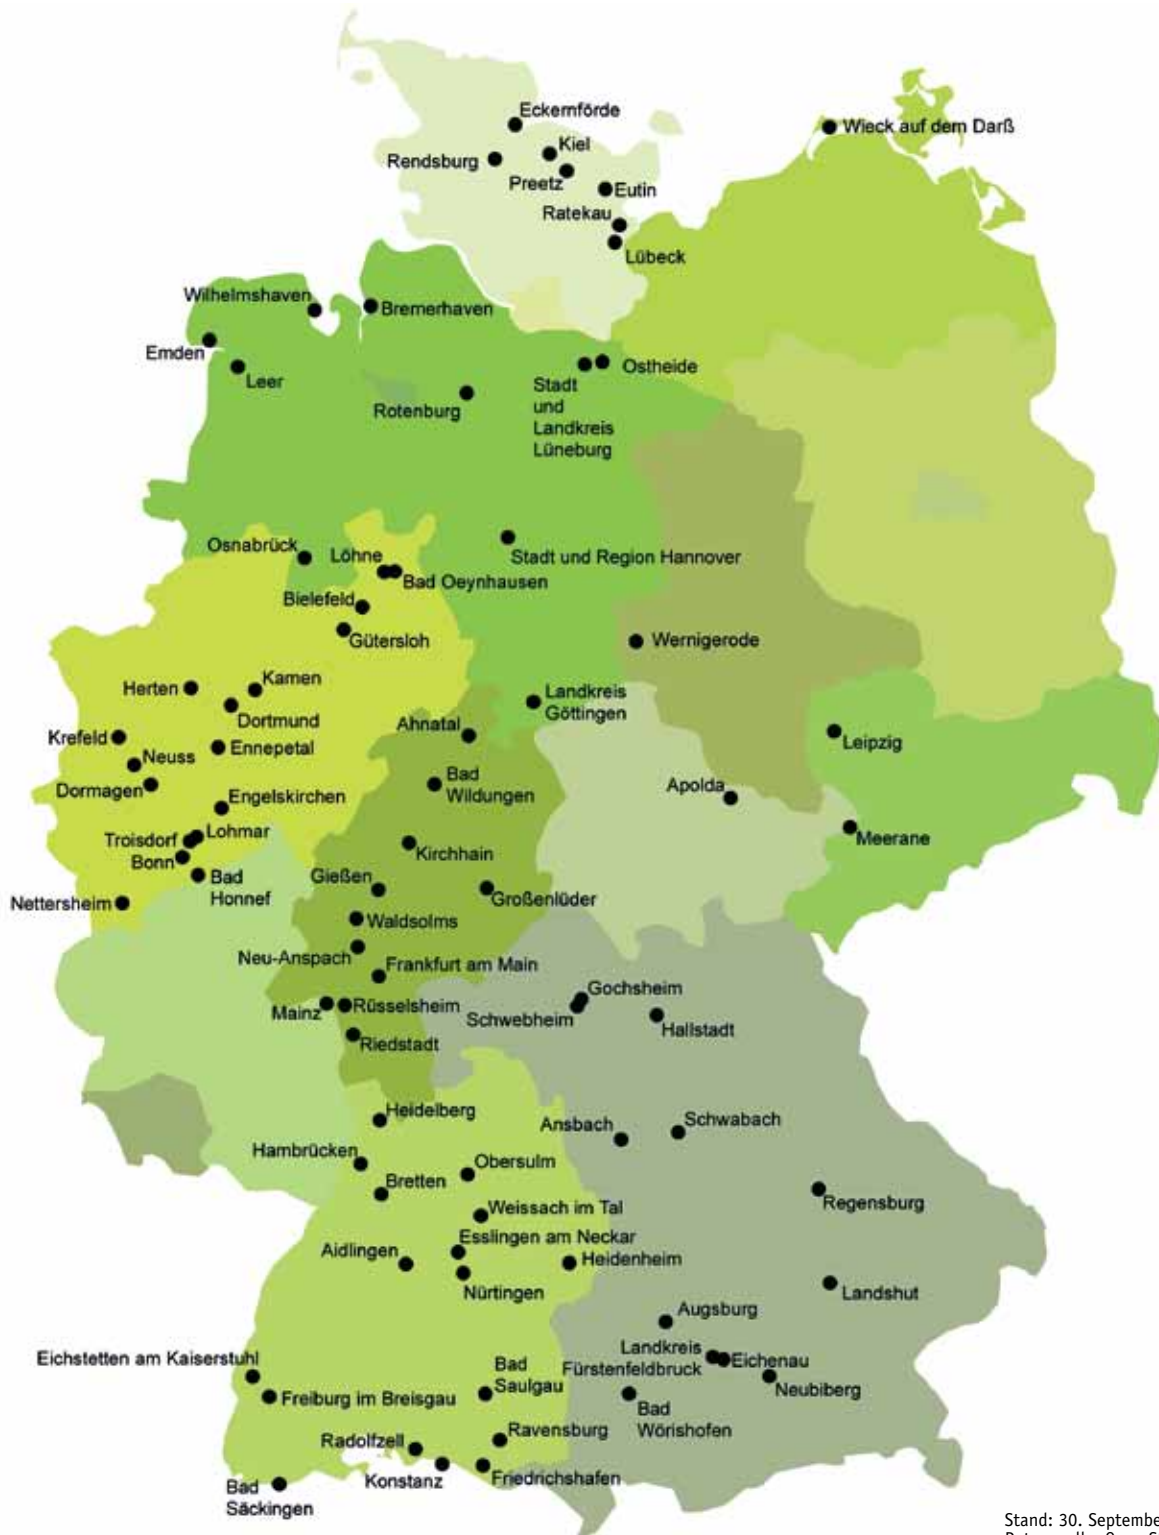 Eckernförde
Wieck auf dem Darß
Kiel
Rendsburg
Preetz
Eutin
Ratekau
Lübeck
Wilhelmshaven
Bremerhaven
Emden
Leer
Ostheide
Stadt
und
Landkreis
Lüneburg
Rotenburg
Osnabrück
Löhne
Stadt und Region Hannover
Bad Oeynhausen
Bielefeld
Gütersloh
Wernigerode
Herten
Kamen
Dortmund
Landkreis
Göttingen
Ahnatal
Krefeld
Neuss
Ennepetal
Leipzig
Dormagen
Engelskirchen
Bad
Wildungen
Apolda
Troisdorf
Lohmar
Bonn
Meerane
Kirchhain
Bad
Honnef
Gießen
Großenlüder
Nettersheim
Waldsolms
Neu-Anspach
Frankfurt am Main
Gochsheim
Mainz
Rüsselsheim
Schwebheim
Hallstadt
Riedstadt
Heidelberg
Ansbach
Schwabach
Hambrücken
Obersulm
Bretten
Regensburg
Weissach im Tal
Esslingen am Neckar
Aidlingen
Heidenheim
Nürtingen
Landshut
Augsburg
Landkreis
Fürstenfeldbruck
Eichenau
Neubiberg
Eichstetten am Kaiserstuhl
Bad
Saulgau
Freiburg im Breisgau
Bad
Wörishofen
Ravensburg
Radolfzell
Konstanz
Friedrichshafen
Bad
Säckingen
Stand: 30. Septembe